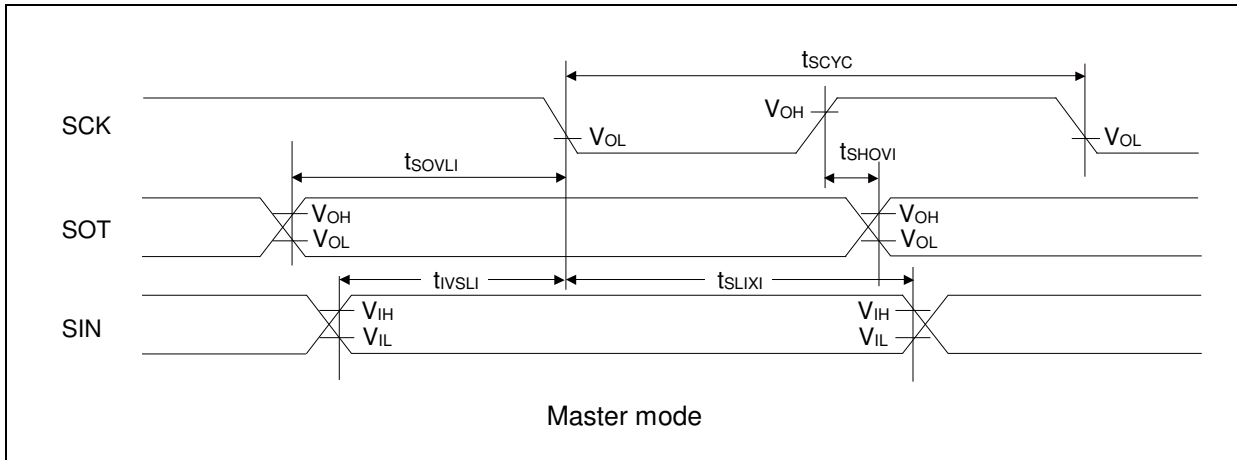 tSCYC
SCK
VOH
VOL
VOL
tSHOVI
tSOVLI
SOT
VOH
VOL
VOH
VOL
tIVSLI
tSLIXI
SIN
VIH
VIL
VIH
VIL
Master mode